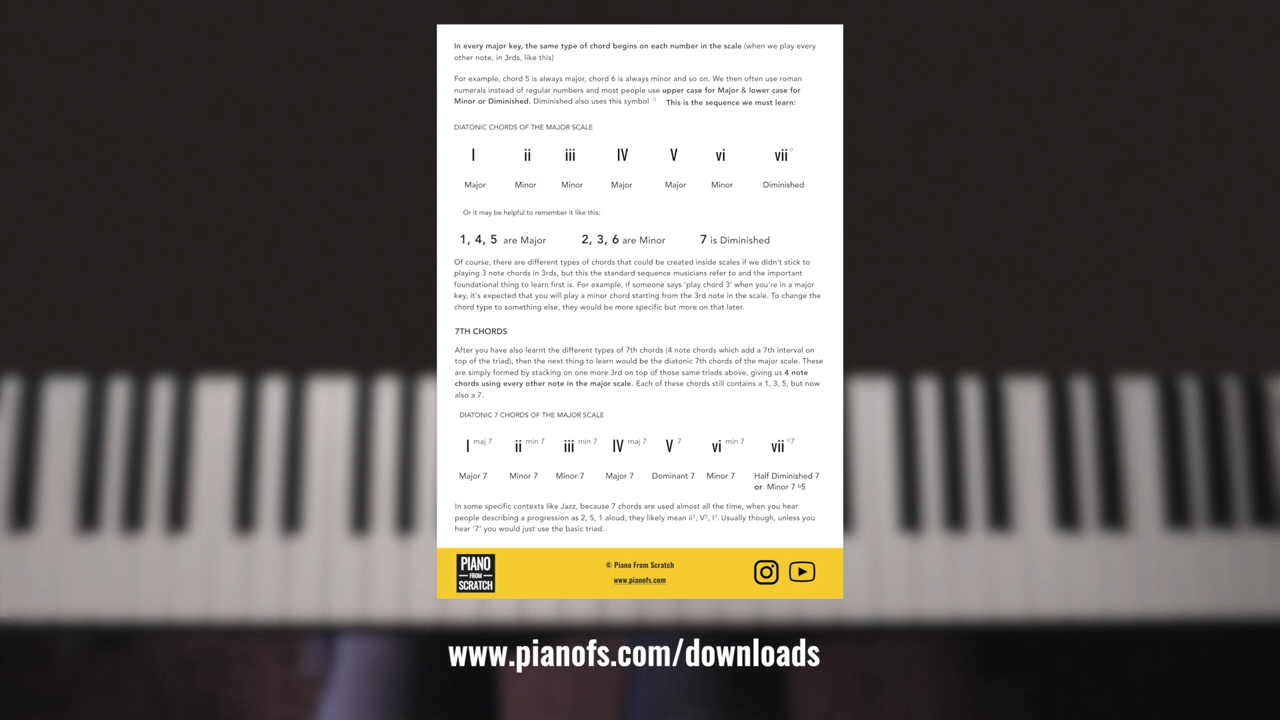 In every major key, the same type of chord begins on each number in the scale (when we play every
other note, in 3rds, like this)
For example, chord 5 is always major, chord 6 is always minor and so on. We then often use roman
numerals instead of regular numbers and most people use upper case for Major & lower case for
Minor or Diminished. Diminished also uses this symbol ○ This is the sequence we must learn:
DIATONIC CHORDS OF THE MAJOR SCALE
I ii iii IV V vi vii○
Major Minor Minor Major Major Minor Diminished
Or it may be helpful to remember it like this:
1, 4, 5 are Major 2, 3, 6 are Minor 7 is Diminished
Of course, there are different types of chords that could be created inside scales if we didn't stick to
playing 3 note chords in 3rds, but this the standard sequence musicians refer to and the important
foundational thing to learn first is. For example, if someone says 'play chord 3' when you're in a major
key, it's expected that you will play a minor chord starting from the 3rd note in the scale. To change the
chord type to something else, they would be more specific but more on that later.
7TH CHORDS
After you have also learnt the different types of 7th chords (4 note chords which add a 7th interval on
top of the triad), then the next thing to learn would be the diatonic 7th chords of the major scale. These
are simply formed by stacking on one more 3rd on top of those same triads above, giving us 4 note
chords using every other note in the major scale. Each of these chords still contains a 1, 3, 5, but now
also a 7.
DIATONIC 7 CHORDS OF THE MAJOR SCALE
I maj 7 ii min 7 iii min 7 IV maj 7 V 7 vi min 7 vii ○7
Major 7 Minor 7 Minor 7 Major 7 Dominant 7 Minor 7 Half Diminished 7
or Minor 7 ᵇ5
In some specific contexts like Jazz, because 7 chords are used almost all the time, when you hear
people describing a progression as 2, 5, 1 aloud, they likely mean ii⁷, V⁷, I⁷. Usually though, unless you
hear '7' you would just use the basic triad.
PIANO
FROM
SCRATCH
© Piano From Scratch
www.pianofs.com
www.pianofs.com/downloads